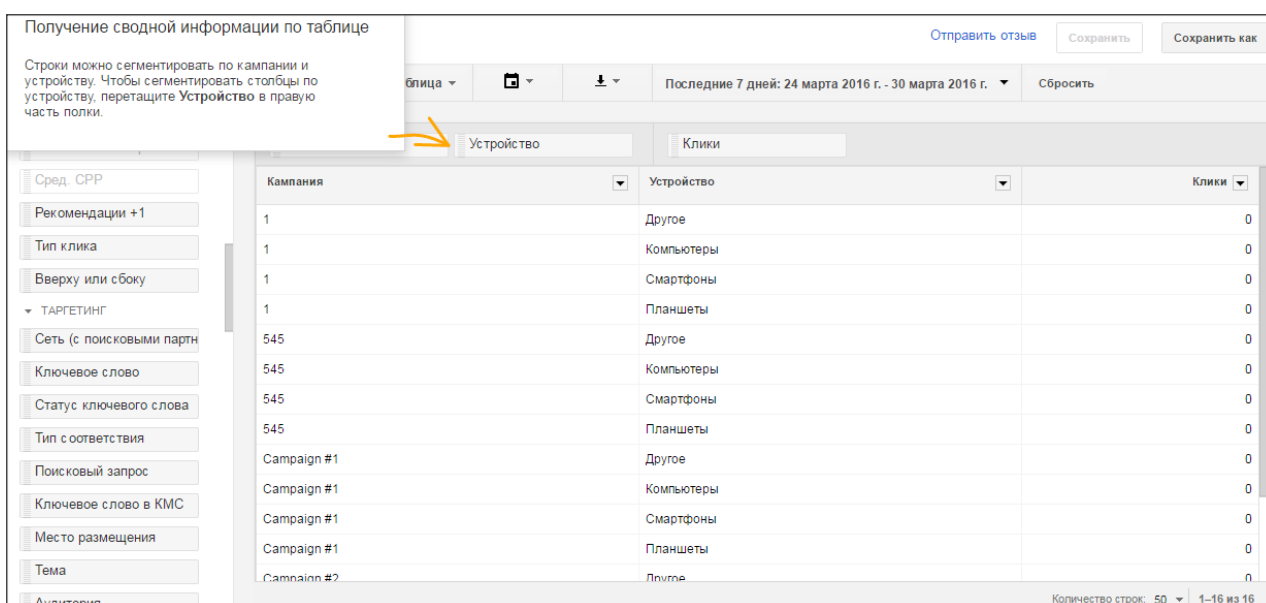 Получение сводной информации по таблице
Строки можно сегментировать по кампании и
устройству. Чтобы сегментировать столбцы по
устройству, перетащите Устройство в правую
часть полки.
Отправить отзыв
Сохранить
Сохранить как
Последние 7 дней: 24 марта 2016 г. - 30 марта 2016 г.
Сбросить
Устройство
Клики
Сред. CPP
Рекомендации +1
Тип клика
Вверху или сбоку
ТАРГЕТИНГ
Сеть (с поисковыми партн
Ключевое слово
Статус ключевого слова
Тип соответствия
Поисковый запрос
Ключевое слово в КМС
Место размещения
Тема
Аудитория
Кампания Устройство Клики
1 Другое 0
1 Компьютеры 0
1 Смартфоны 0
1 Планшеты 0
545 Другое 0
545 Компьютеры 0
545 Смартфоны 0
545 Планшеты 0
Campaign #1 Другое 0
Campaign #1 Компьютеры 0
Campaign #1 Смартфоны 0
Campaign #1 Планшеты 0
Campaign #2 Другое 0
Количество строк: 50 1–16 из 16